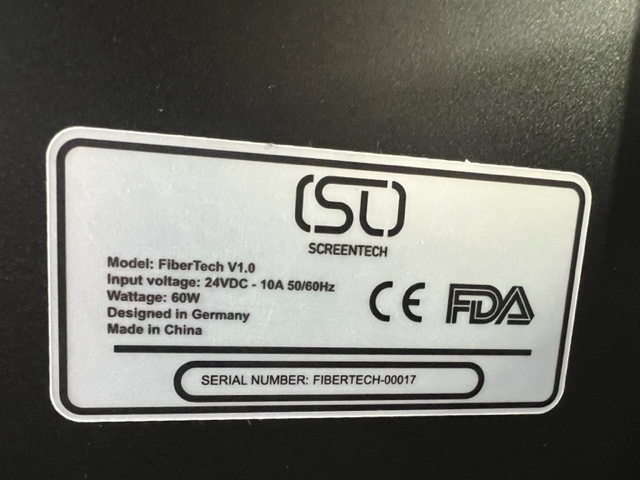 SCREENTECH
Model: FiberTech V1.0
Input voltage: 24VDC - 10A 50/60Hz
Wattage: 60W
Designed in Germany
Made in China
CE FDA
SERIAL NUMBER: FIBERTECH-00017